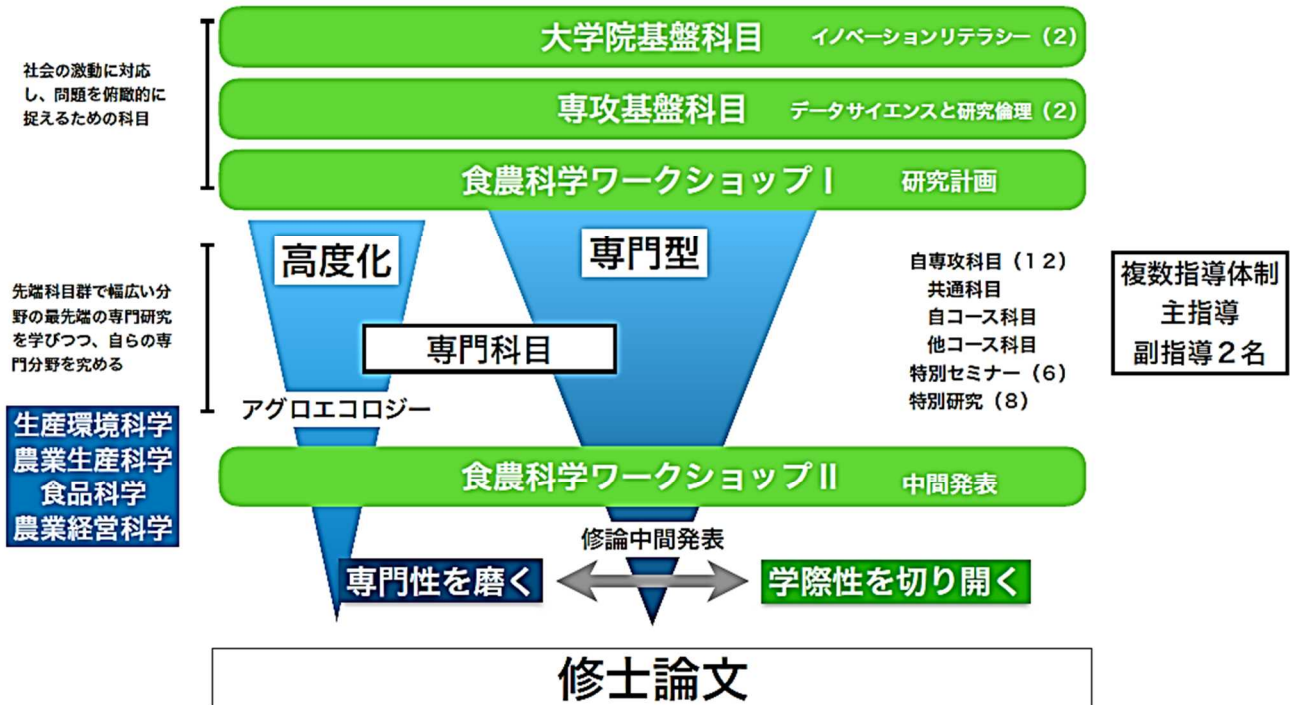 大学院基盤科目 イノベーションリテラシー（2）
社会の激動に対応
し、問題を俯瞰的に
捉えるための科目
専攻基盤科目 データサイエンスと研究倫理（2）
食農科学ワークショップⅠ 研究計画
高度化
専門型
先端科目群で幅広い分
野の最先端の専門研究
を学びつつ、自らの専
門分野を究める
専門科目
自専攻科目（１２）
共通科目
自コース科目
他コース科目
特別セミナー（6）
特別研究（8）
複数指導体制
主指導
副指導２名
アグロエコロジー
生産環境科学
農業生産科学
食品科学
農業経営科学
食農科学ワークショップⅡ 中間発表
修論中間発表
専門性を磨く
学際性を切り開く
修士論文